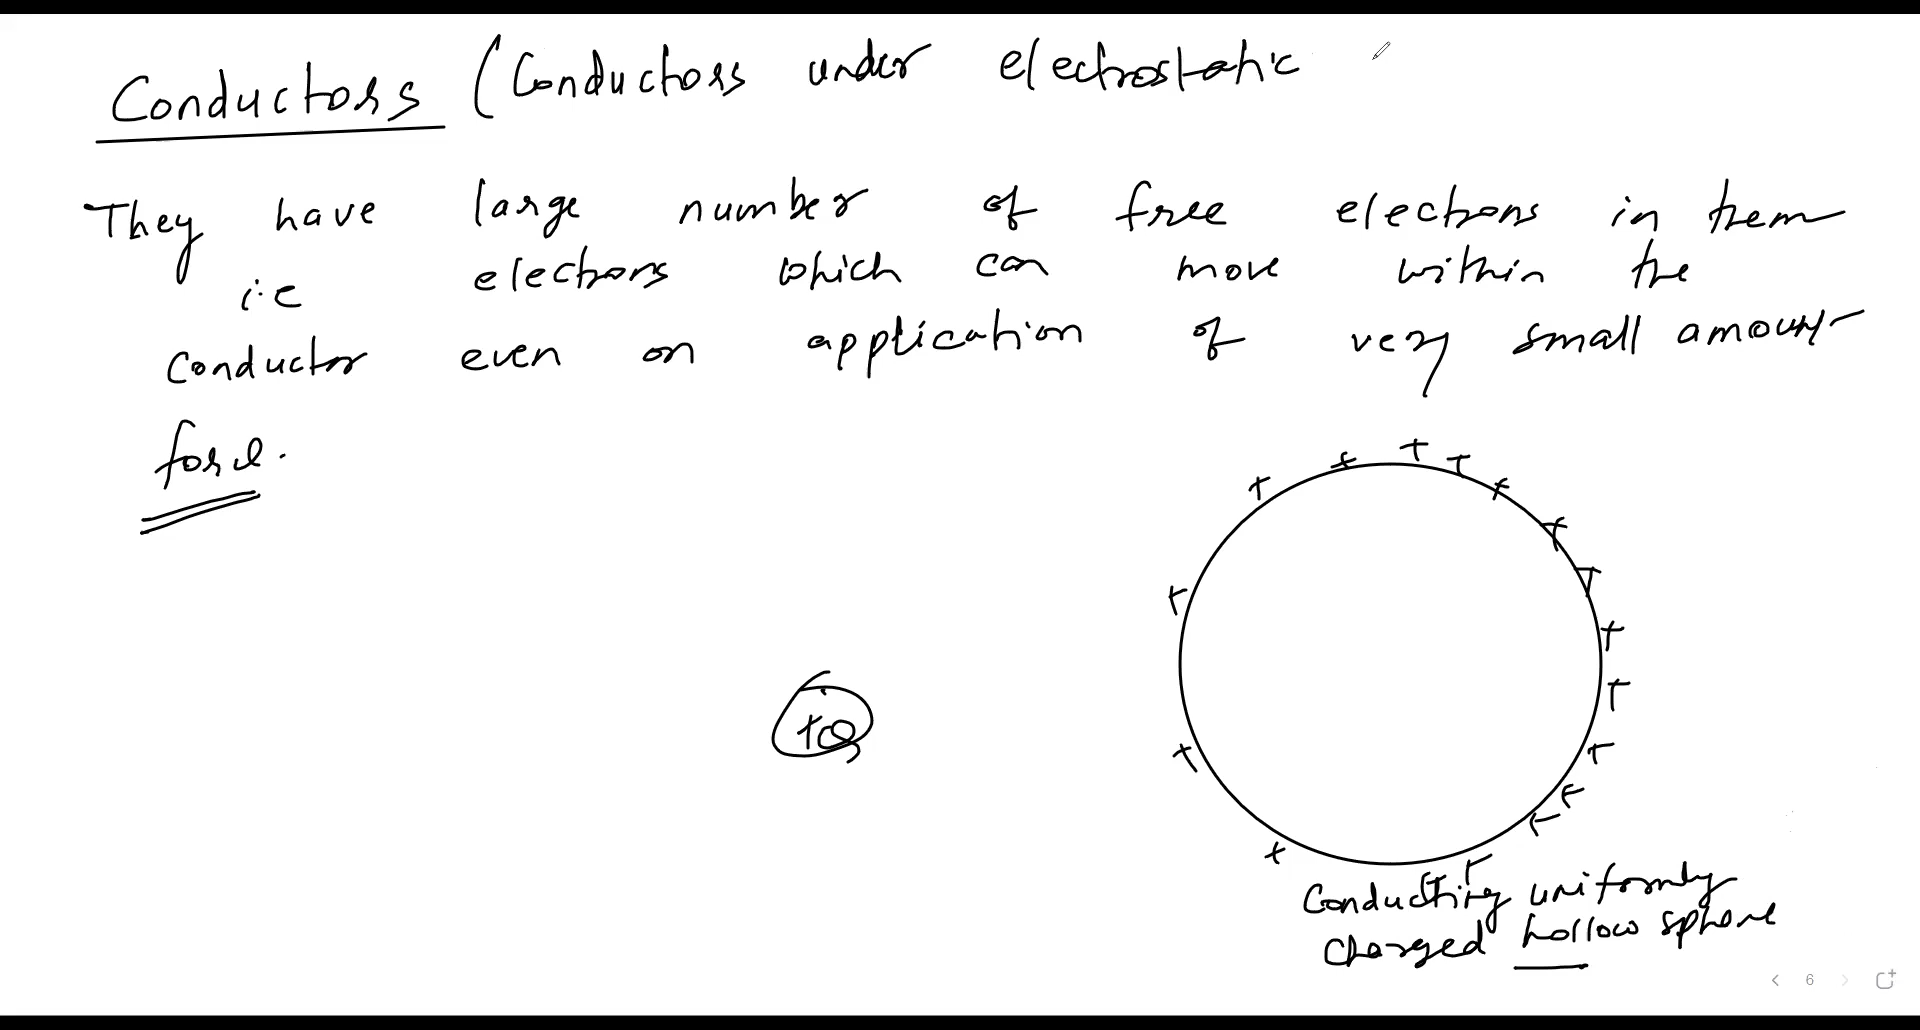 Conductors (Conductors under electrostatic
They have large number of free electrons in them
i.e electrons which can move within the
conductor even on application of very small amount
force.
+Q
Conducting uniformly
charged hollow sphere
6